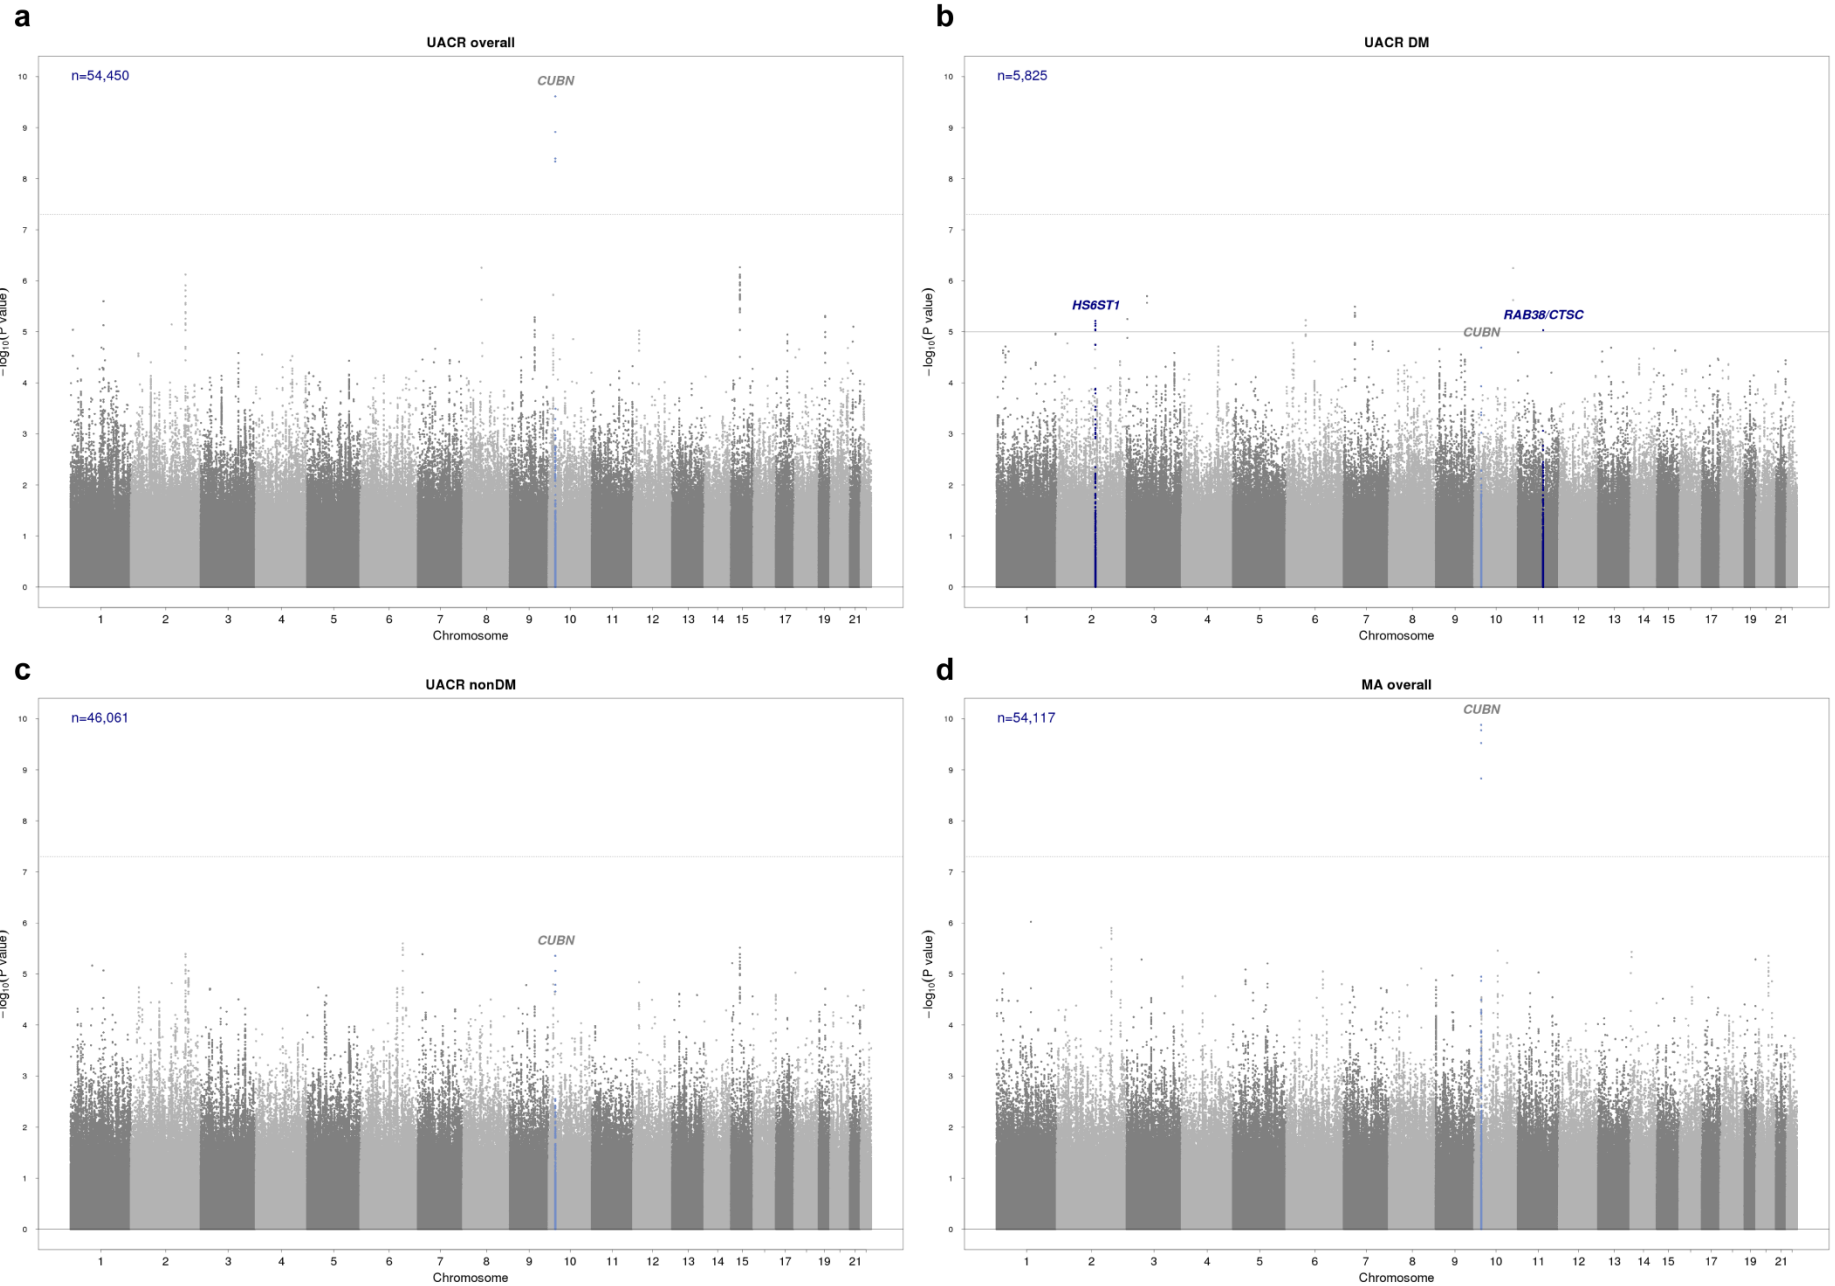 a
UACR overall
n=54,450
CUBN
10
9
8
7
6
5
4
3
2
1
0
−log10(P value)
1 2 3 4 5 6 7 8 9 10 11 12 13 14 15 17 19 21
Chromosome
b
UACR DM
n=5,825
HS6ST1
RAB38/CTSC
CUBN
10
9
8
7
6
5
4
3
2
1
0
−log10(P value)
1 2 3 4 5 6 7 8 9 10 11 12 13 14 15 17 19 21
Chromosome
c
UACR nonDM
n=46,061
CUBN
10
9
8
7
6
5
4
3
2
1
0
−log10(P value)
1 2 3 4 5 6 7 8 9 10 11 12 13 14 15 17 19 21
Chromosome
d
MA overall
CUBN
n=54,117
10
9
8
7
6
5
4
3
2
1
0
−log10(P value)
1 2 3 4 5 6 7 8 9 10 11 12 13 14 15 17 19 21
Chromosome